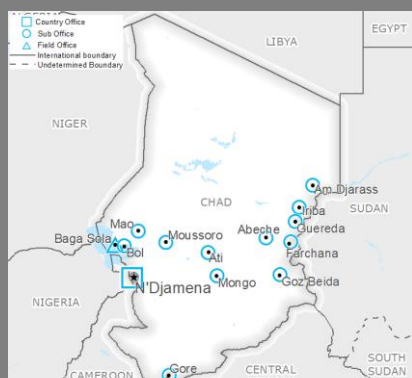 Country Office
Sub Office
Field Office
International boundary
Undetermined Boundary
LIBYA
EGYPT
NIGER
CHAD
SUDAN
Am Djarass
Iriba
Guereda
Mao
Moussoro
Abeche
Baga Sola
Bol
Ati
Farchana
N'Djamena
Mongo
Goz'Beida
NIGERIA
Gore
CAMEROON
CENTRAL
SOUTH
SUDAN